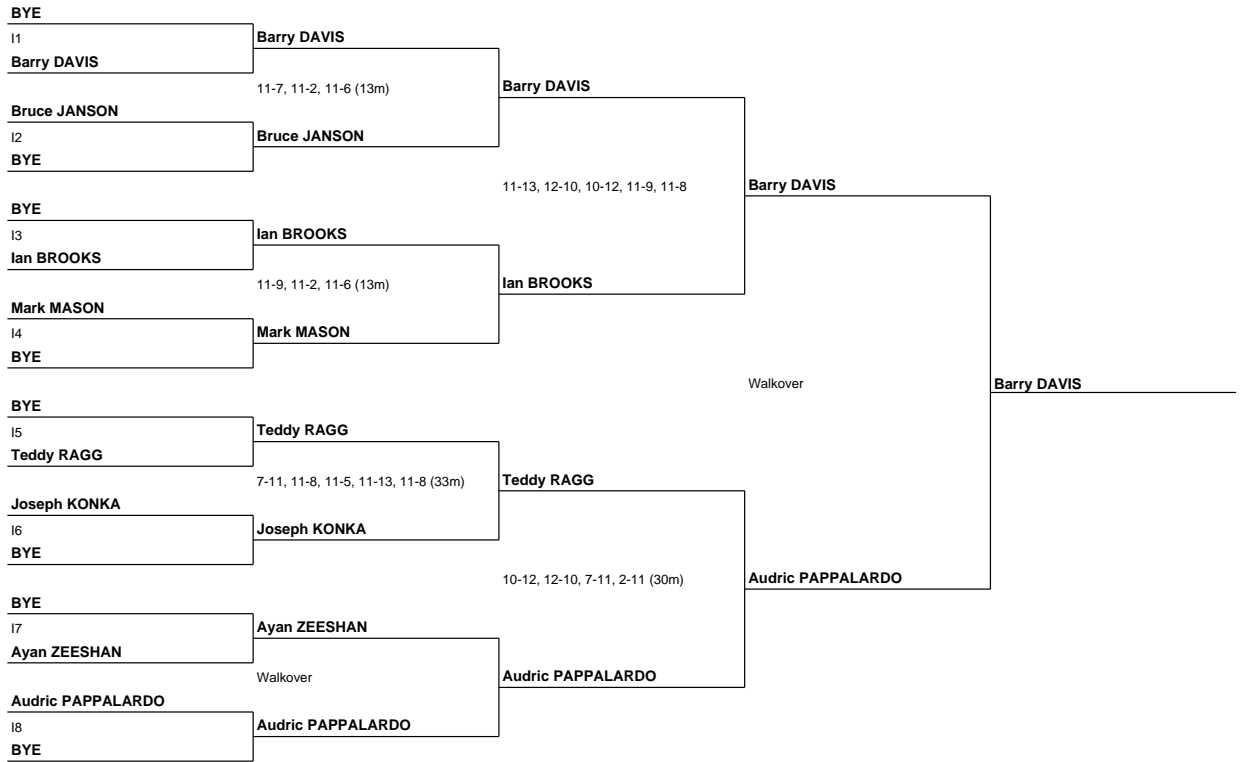 BYE
I1
Barry DAVIS
Bruce JANSON
I2
BYE
BYE
I3
Ian BROOKS
Mark MASON
I4
BYE
BYE
I5
Teddy RAGG
Joseph KONKA
I6
BYE
BYE
I7
Ayan ZEESHAN
Audric PAPPALARDO
I8
BYE
Barry DAVIS
11-7, 11-2, 11-6 (13m)
Bruce JANSON
Ian BROOKS
11-9, 11-2, 11-6 (13m)
Mark MASON
Teddy RAGG
7-11, 11-8, 11-5, 11-13, 11-8 (33m)
Joseph KONKA
Ayan ZEESHAN
Walkover
Audric PAPPALARDO
Barry DAVIS
11-13, 12-10, 10-12, 11-9, 11-8
Ian BROOKS
Teddy RAGG
10-12, 12-10, 7-11, 2-11 (30m)
Audric PAPPALARDO
Barry DAVIS
Walkover
Audric PAPPALARDO
Barry DAVIS